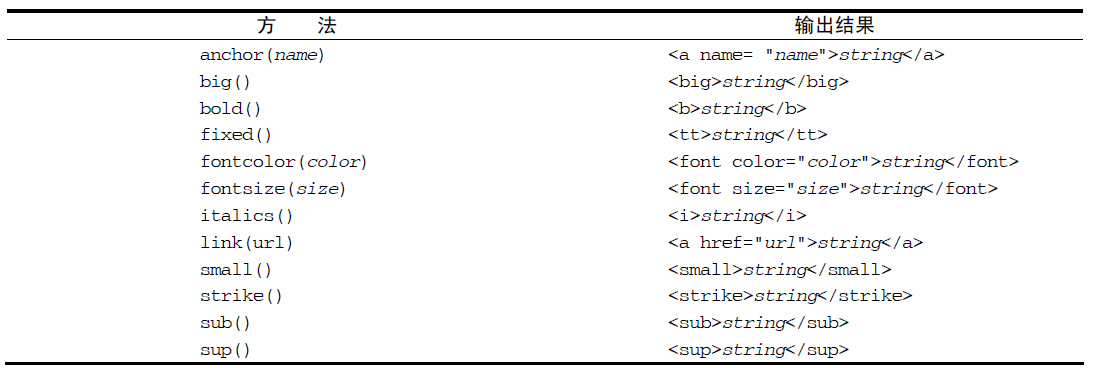 方 法 输出结果
anchor(name) <a name= "name">string</a>
big() <big>string</big>
bold() <b>string</b>
fixed() <tt>string</tt>
fontcolor(color) <font color="color">string</font>
fontsize(size) <font size="size">string</font>
italics() <i>string</i>
link(url) <a href="url">string</a>
small() <small>string</small>
strike() <strike>string</strike>
sub() <sub>string</sub>
sup() <sup>string</sup>